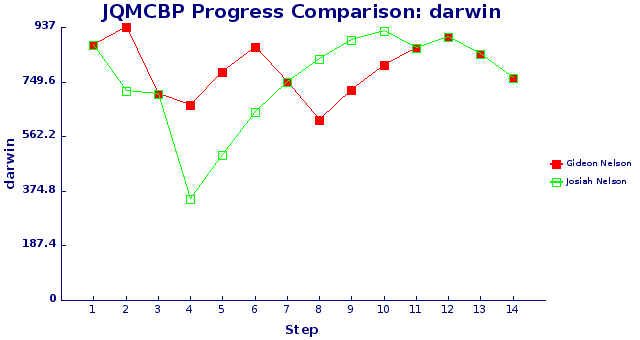 JQMCBP Progress Comparison: darwin
937
749.6
562.2
374.8
187.4
0
darwin
1 2 3 4 5 6 7 8 9 10 11 12 13 14
Step
Gideon Nelson
Josiah Nelson